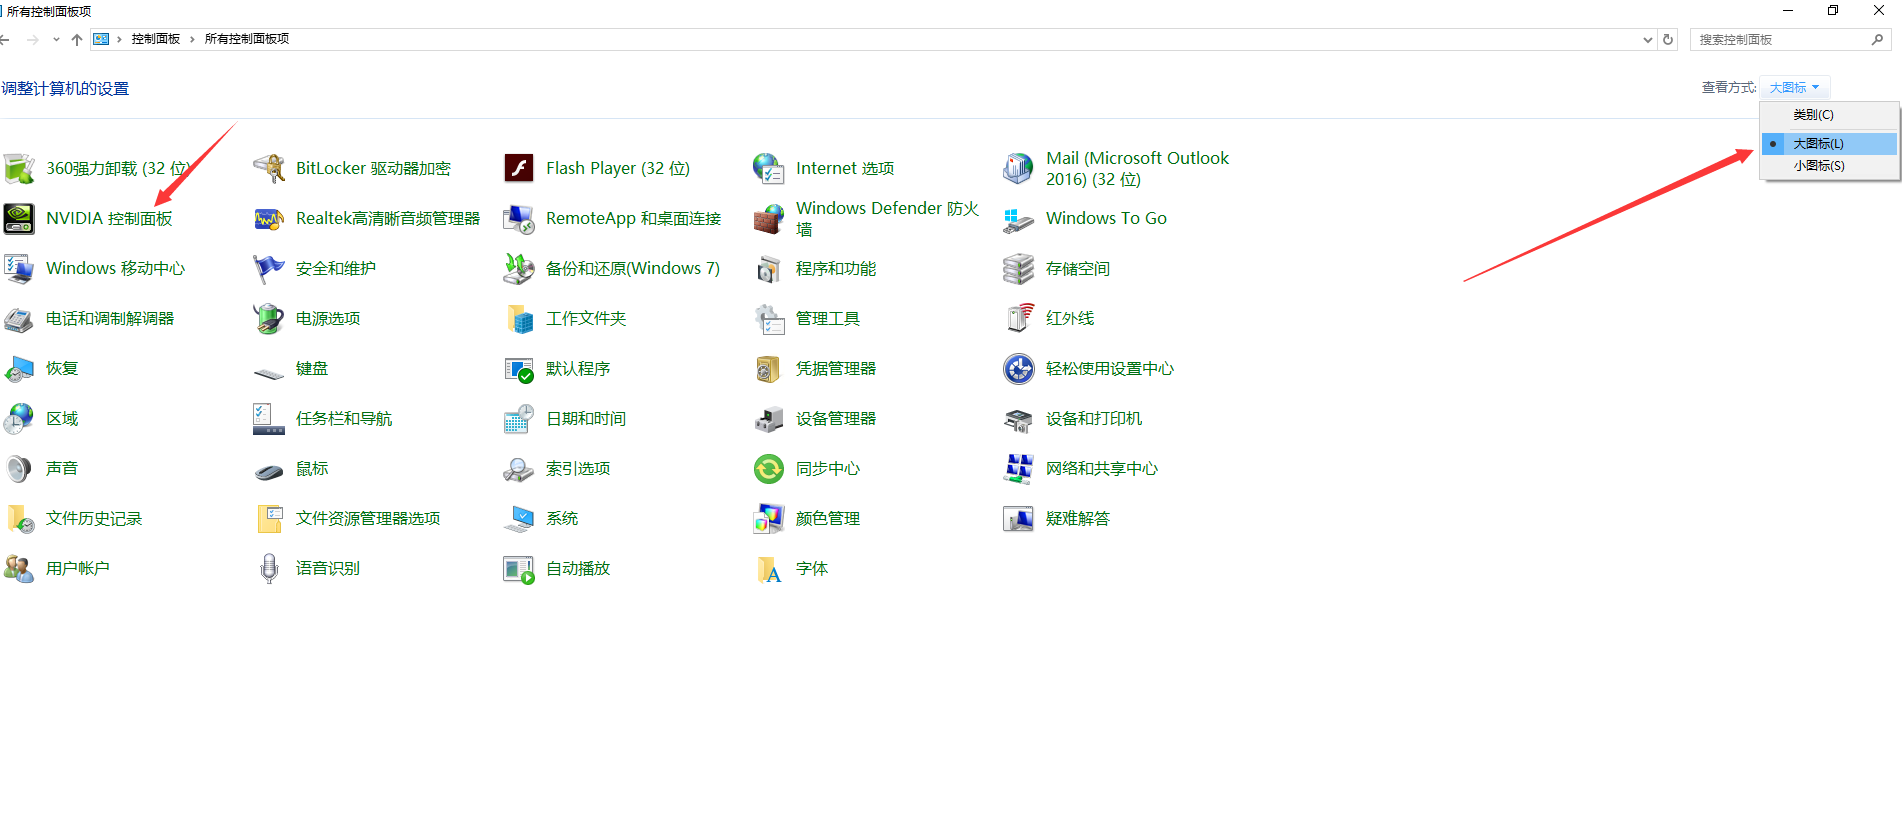 所有控制面板项
控制面板 › 所有控制面板项
搜索控制面板
调整计算机的设置
查看方式:
大图标
类别(C)
大图标(L)
小图标(S)
360强力卸载 (32 位)
BitLocker 驱动器加密
Flash Player (32 位)
Internet 选项
Mail (Microsoft Outlook
2016) (32 位)
NVIDIA 控制面板
Realtek高清晰音频管理器
RemoteApp 和桌面连接
Windows Defender 防火
墙
Windows To Go
Windows 移动中心
安全和维护
备份和还原(Windows 7)
程序和功能
存储空间
电话和调制解调器
电源选项
工作文件夹
管理工具
红外线
恢复
键盘
默认程序
凭据管理器
轻松使用设置中心
区域
任务栏和导航
日期和时间
设备管理器
设备和打印机
声音
鼠标
索引选项
同步中心
网络和共享中心
文件历史记录
文件资源管理器选项
系统
颜色管理
疑难解答
用户帐户
语音识别
自动播放
字体